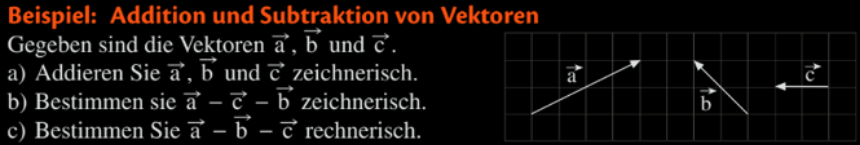 Beispiel: Addition und Subtraktion von Vektoren
Gegeben sind die Vektoren a⃗, b⃗ und c⃗.
a) Addieren Sie a⃗, b⃗ und c⃗ zeichnerisch.
b) Bestimmen sie a⃗ − c⃗ − b⃗ zeichnerisch.
c) Bestimmen Sie a⃗ − b⃗ − c⃗ rechnerisch.
a⃗
b⃗
c⃗